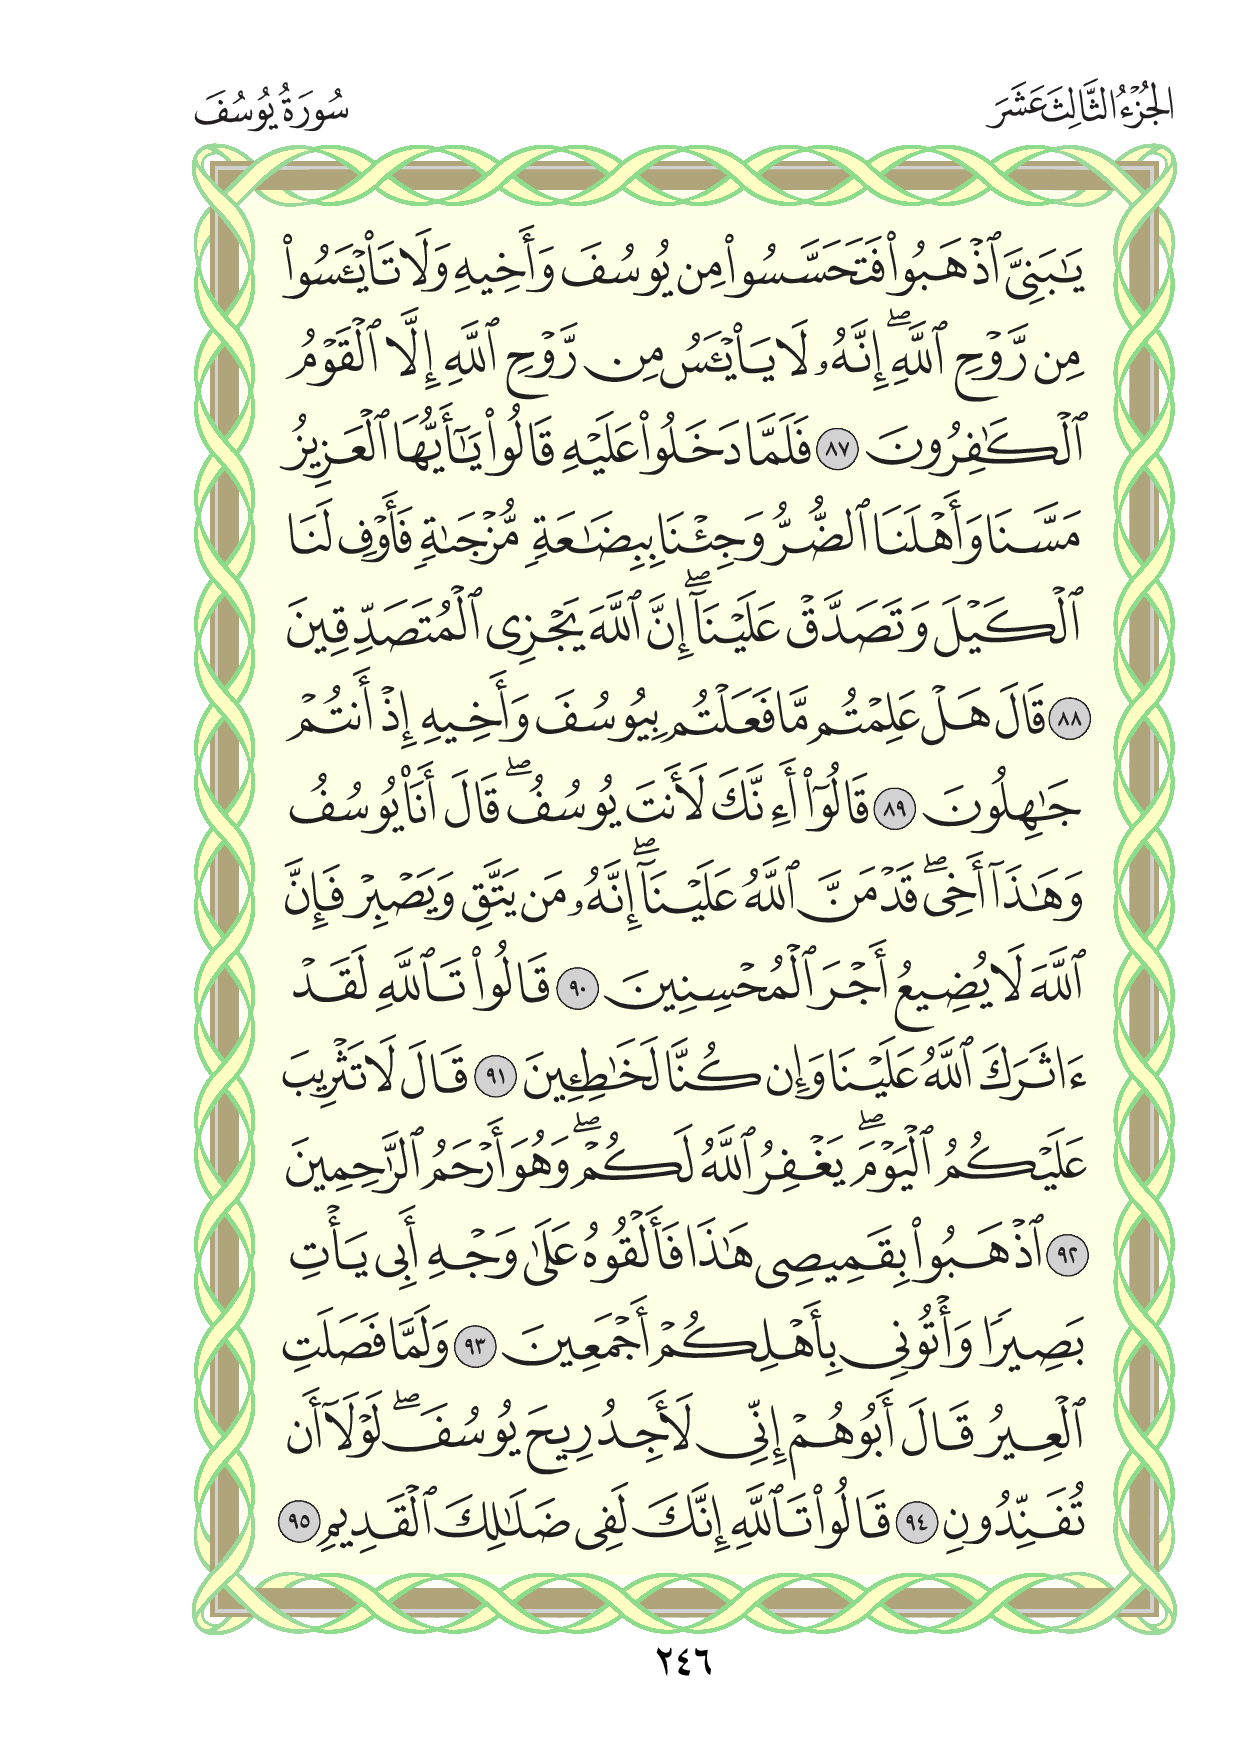 الجُزْءُ الثَّالِثَ عَشَرَ
سُورَةُ يُوسُفَ
يَٰبَنِىَّ ٱذْهَبُوا۟ فَتَحَسَّسُوا۟ مِن يُوسُفَ وَأَخِيهِ وَلَا تَا۟يْـَٔسُوا۟
مِن رَّوْحِ ٱللَّهِ ۖ إِنَّهُۥ لَا يَا۟يْـَٔسُ مِن رَّوْحِ ٱللَّهِ إِلَّا ٱلْقَوْمُ
ٱلْكَٰفِرُونَ ٨٧ فَلَمَّا دَخَلُوا۟ عَلَيْهِ قَالُوا۟ يَٰٓأَيُّهَا ٱلْعَزِيزُ
مَسَّنَا وَأَهْلَنَا ٱلضُّرُّ وَجِئْنَا بِبِضَٰعَةٍ مُّزْجَىٰةٍ فَأَوْفِ لَنَا
ٱلْكَيْلَ وَتَصَدَّقْ عَلَيْنَآ ۖ إِنَّ ٱللَّهَ يَجْزِى ٱلْمُتَصَدِّقِينَ
٨٨ قَالَ هَلْ عَلِمْتُم مَّا فَعَلْتُم بِيُوسُفَ وَأَخِيهِ إِذْ أَنتُمْ
جَٰهِلُونَ ٨٩ قَالُوٓا۟ أَءِنَّكَ لَأَنتَ يُوسُفُ ۖ قَالَ أَنَا۠ يُوسُفُ
وَهَٰذَآ أَخِى ۖ قَدْ مَنَّ ٱللَّهُ عَلَيْنَآ ۖ إِنَّهُۥ مَن يَتَّقِ وَيَصْبِرْ فَإِنَّ
ٱللَّهَ لَا يُضِيعُ أَجْرَ ٱلْمُحْسِنِينَ ٩٠ قَالُوا۟ تَٱللَّهِ لَقَدْ
ءَاثَرَكَ ٱللَّهُ عَلَيْنَا وَإِن كُنَّا لَخَٰطِـِٔينَ ٩١ قَالَ لَا تَثْرِيبَ
عَلَيْكُمُ ٱلْيَوْمَ ۖ يَغْفِرُ ٱللَّهُ لَكُمْ ۖ وَهُوَ أَرْحَمُ ٱلرَّٰحِمِينَ
٩٢ ٱذْهَبُوا۟ بِقَمِيصِى هَٰذَا فَأَلْقُوهُ عَلَىٰ وَجْهِ أَبِى يَأْتِ
بَصِيرًا وَأْتُونِى بِأَهْلِكُمْ أَجْمَعِينَ ٩٣ وَلَمَّا فَصَلَتِ
ٱلْعِيرُ قَالَ أَبُوهُمْ إِنِّى لَأَجِدُ رِيحَ يُوسُفَ ۖ لَوْلَآ أَن
تُفَنِّدُونِ ٩٤ قَالُوا۟ تَٱللَّهِ إِنَّكَ لَفِى ضَلَٰلِكَ ٱلْقَدِيمِ ٩٥
٢٤٦